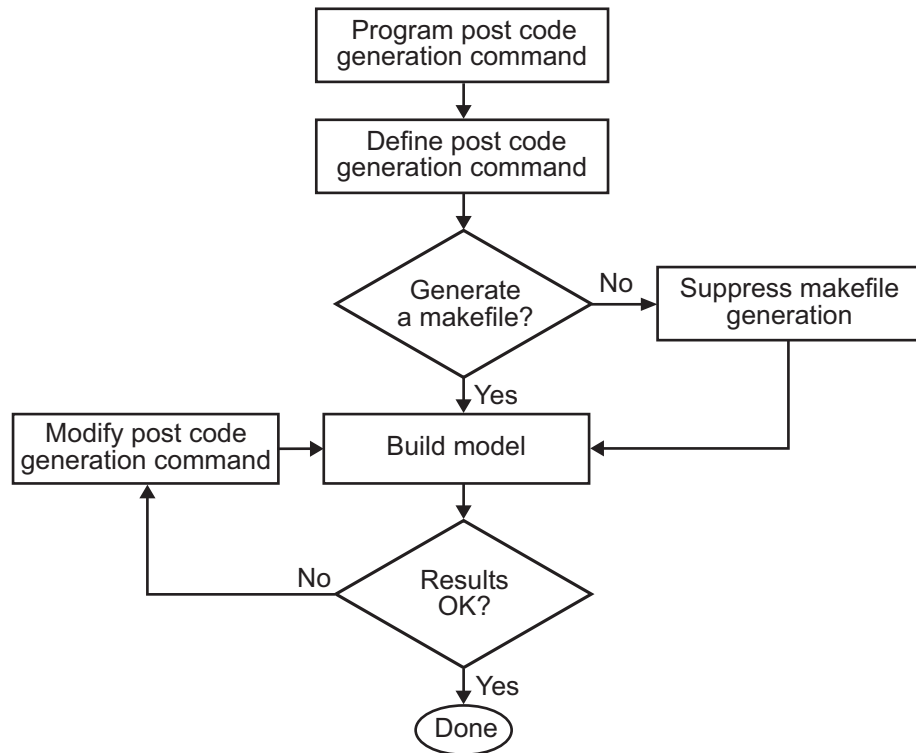 Program post code
generation command
Define post code
generation command
Generate
a makefile?
No
Suppress makefile
generation
Yes
Modify post code
generation command
Build model
No
Results
OK?
Yes
Done